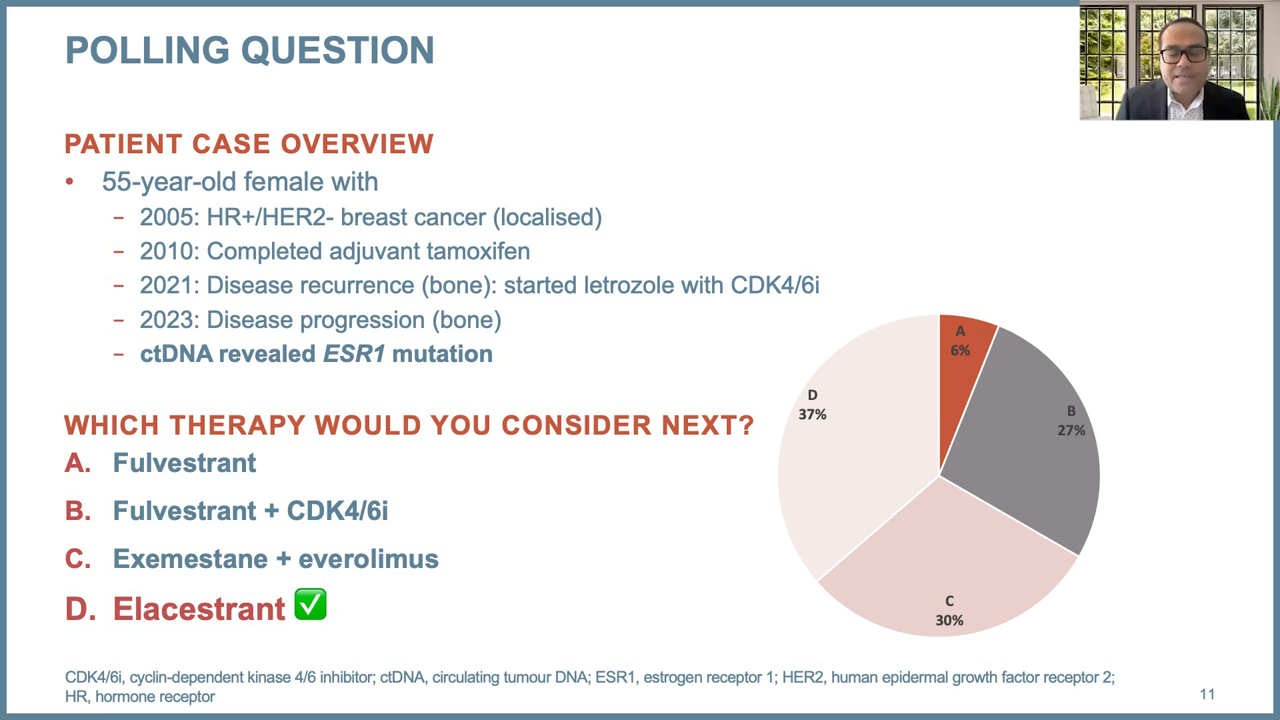 POLLING QUESTION
PATIENT CASE OVERVIEW
• 55-year-old female with
– 2005: HR+/HER2- breast cancer (localised)
– 2010: Completed adjuvant tamoxifen
– 2021: Disease recurrence (bone): started letrozole with CDK4/6i
– 2023: Disease progression (bone)
– ctDNA revealed ESR1 mutation
WHICH THERAPY WOULD YOU CONSIDER NEXT?
A. Fulvestrant
B. Fulvestrant + CDK4/6i
C. Exemestane + everolimus
D. Elacestrant ✅
A
6%
B
27%
C
30%
D
37%
CDK4/6i, cyclin-dependent kinase 4/6 inhibitor; ctDNA, circulating tumour DNA; ESR1, estrogen receptor 1; HER2, human epidermal growth factor receptor 2;
HR, hormone receptor
11